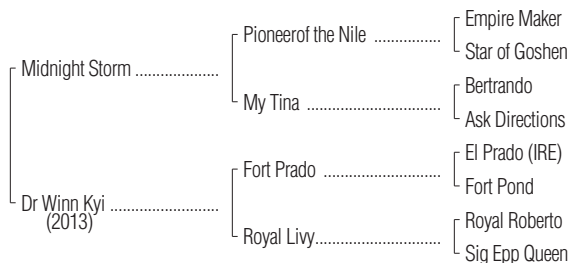 Midnight Storm ....................
Dr Winn Kyi ..........................
(2013)
Pioneerof the Nile ................
My Tina ................................
Fort Prado ............................
Royal Livy..............................
Empire Maker
Star of Goshen
Bertrando
Ask Directions
El Prado (IRE)
Fort Pond
Royal Roberto
Sig Epp Queen